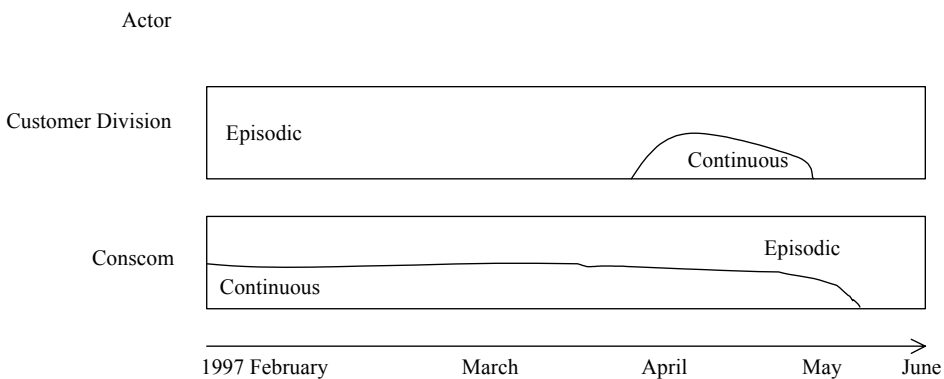 Actor
Customer Division
Episodic
Continuous
Conscom
Episodic
Continuous
1997 February March April May June